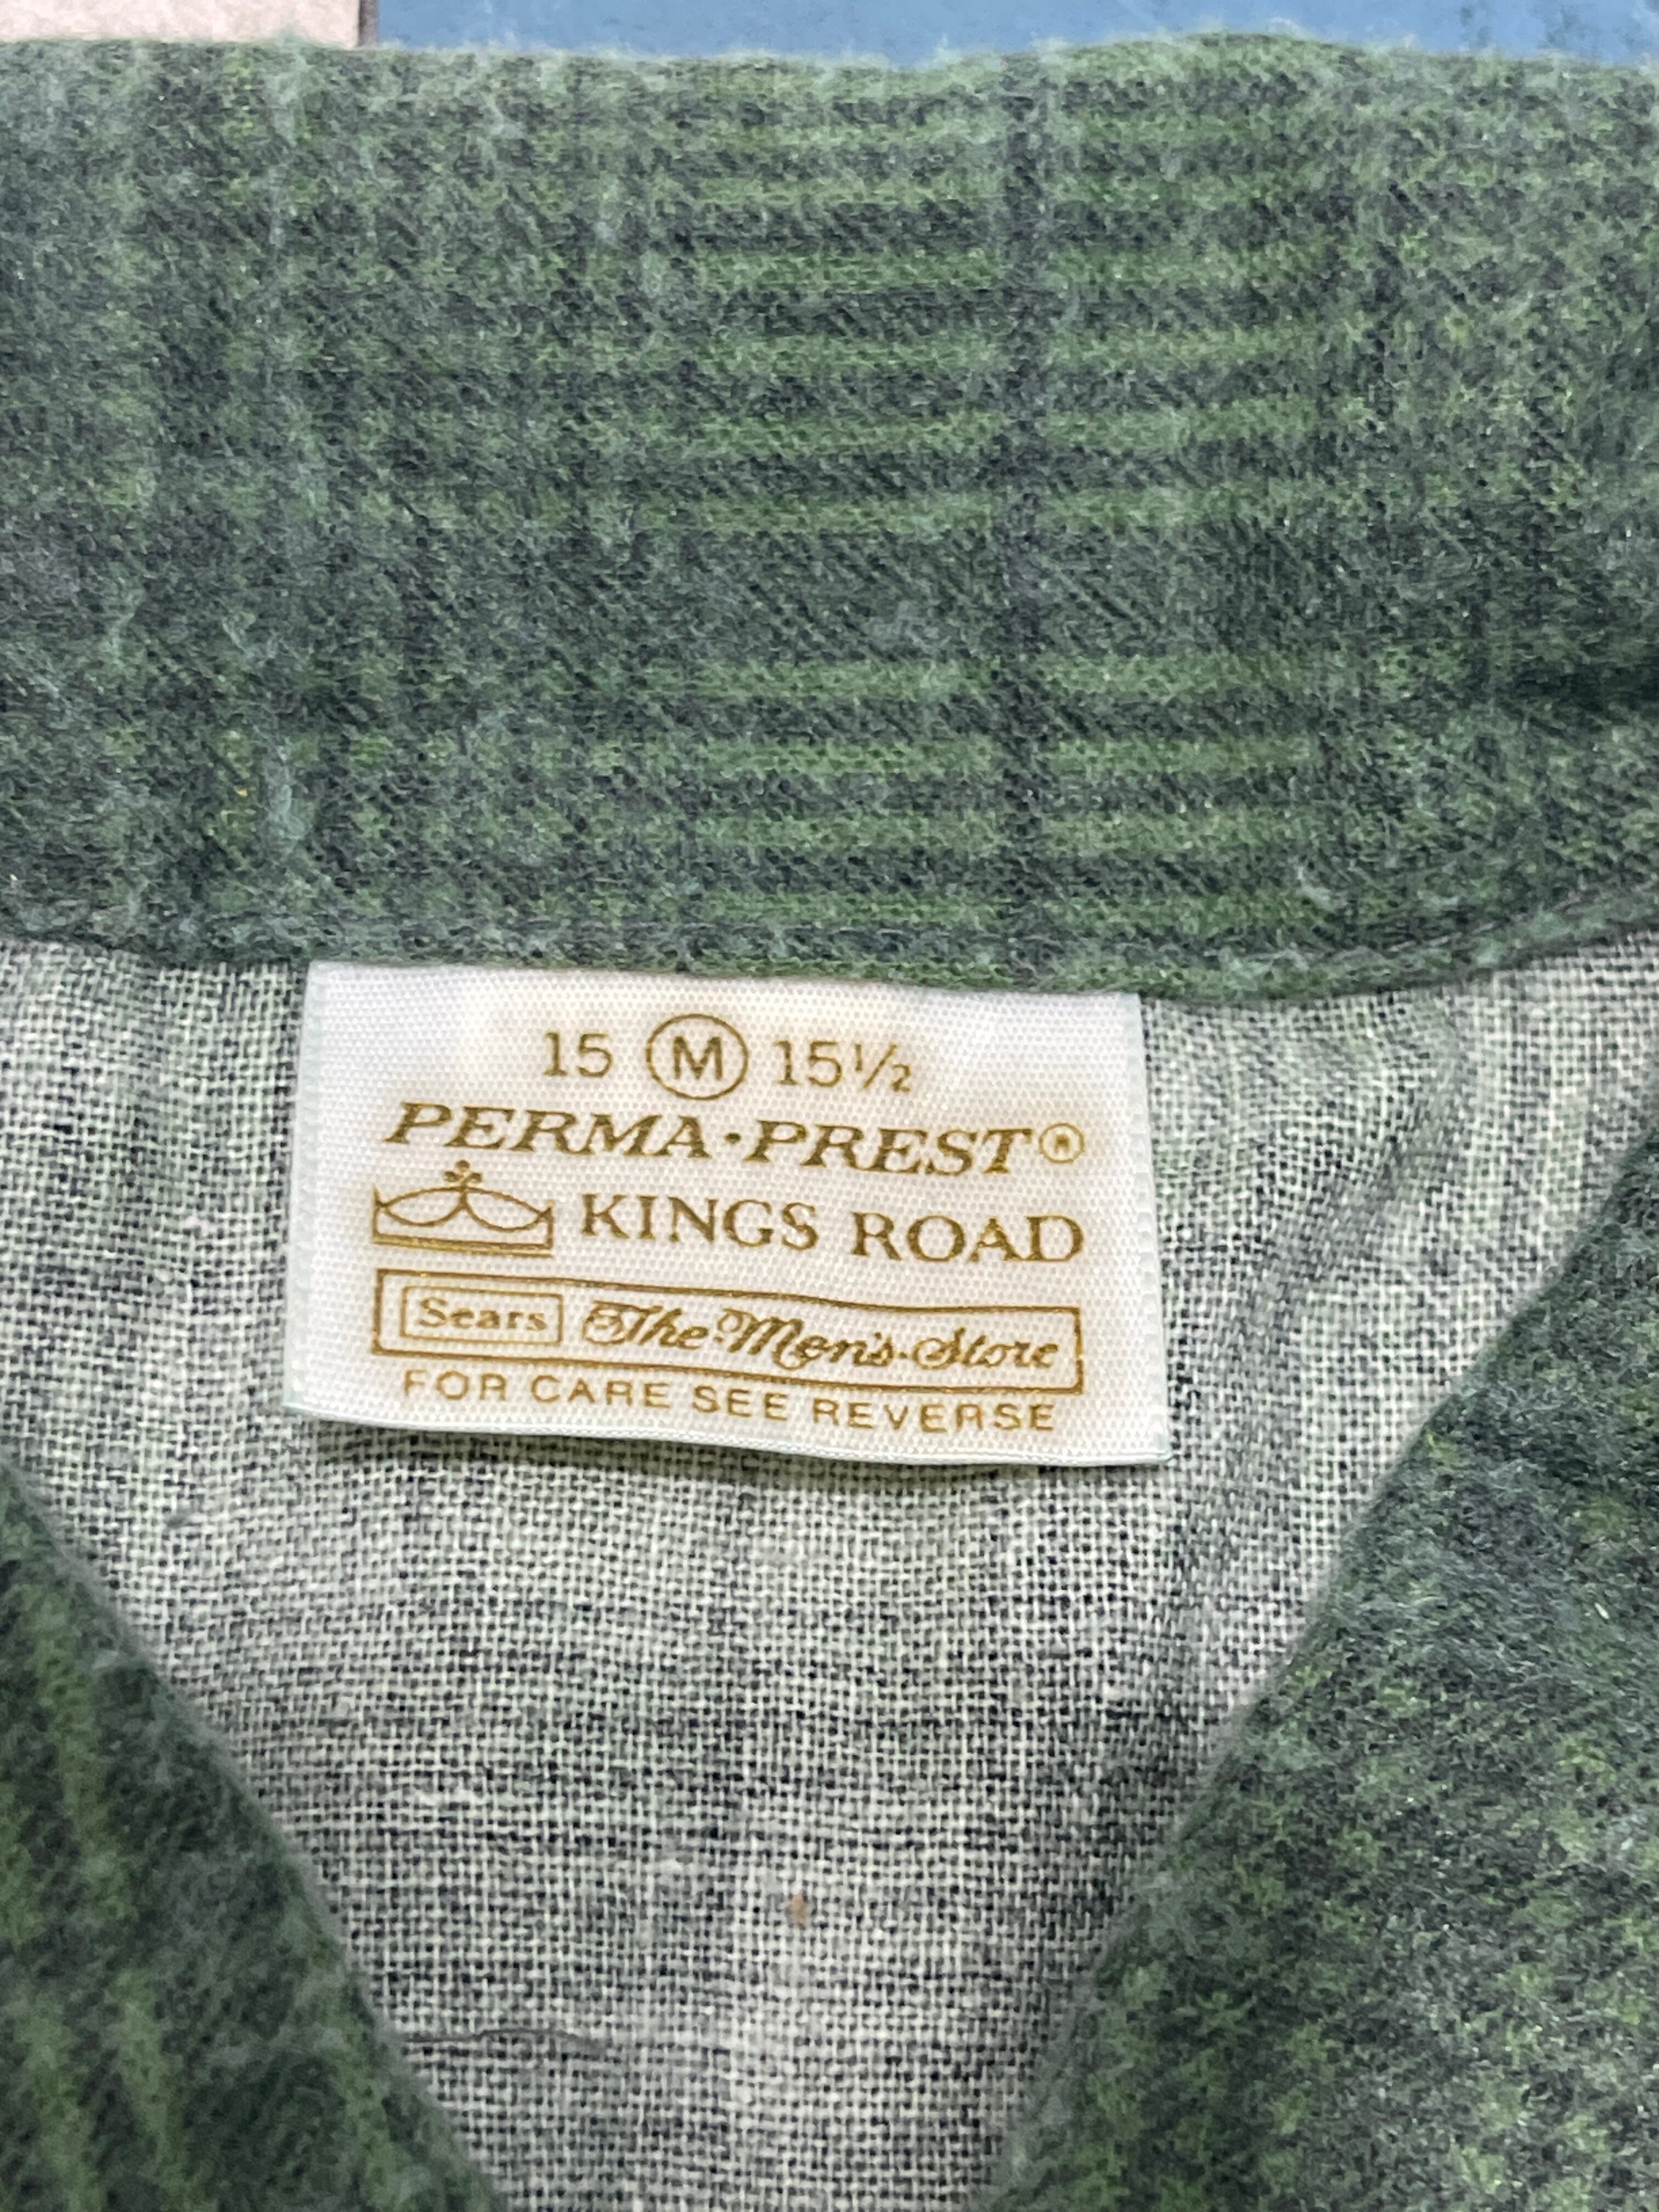 15 M 15½
PERMA·PREST®
KINGS ROAD
Sears The Men's Store
FOR CARE SEE REVERSE